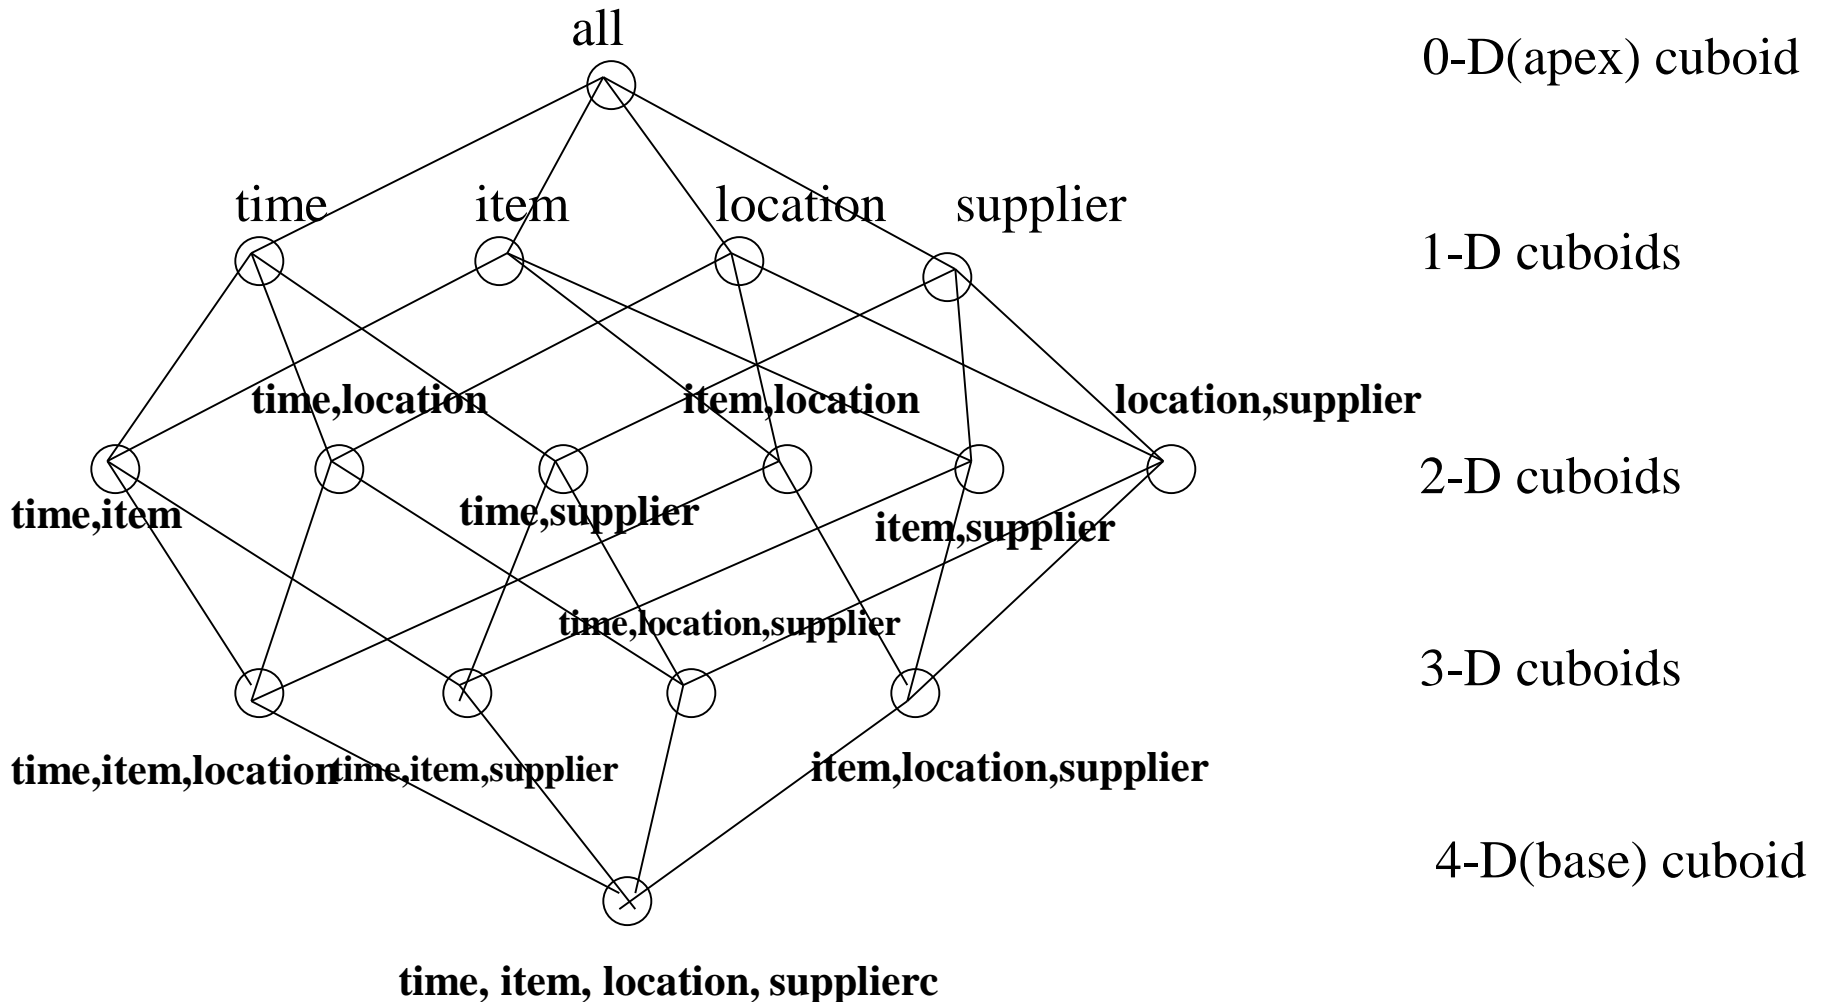 all
0-D(apex) cuboid
time
item
location
supplier
1-D cuboids
time,location
item,location
location,supplier
2-D cuboids
time,item
time,supplier
item,supplier
time,location,supplier
3-D cuboids
time,item,location
time,item,supplier
item,location,supplier
4-D(base) cuboid
time, item, location, supplierc